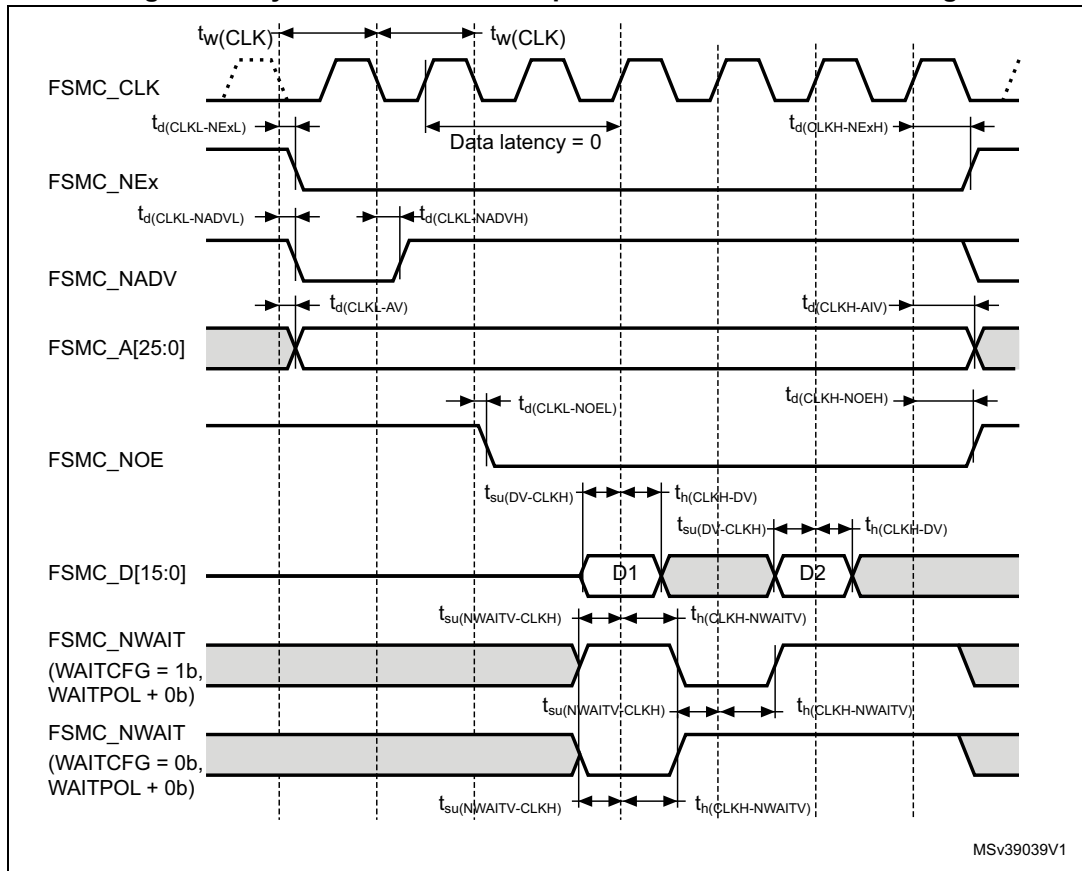 tw(CLK) tw(CLK)
FSMC_CLK
td(CLKL-NExL) Data latency = 0 td(CLKH-NExH)
FSMC_NEx
td(CLKL-NADVL) td(CLKL-NADVH)
FSMC_NADV
td(CLKL-AV) td(CLKH-AIV)
FSMC_A[25:0]
td(CLKL-NOEL) td(CLKH-NOEH)
FSMC_NOE
tsu(DV-CLKH) th(CLKH-DV)
tsu(DV-CLKH) th(CLKH-DV)
FSMC_D[15:0] D1 D2
tsu(NWAITV-CLKH) th(CLKH-NWAITV)
FSMC_NWAIT
(WAITCFG = 1b,
WAITPOL + 0b)
tsu(NWAITV-CLKH) th(CLKH-NWAITV)
FSMC_NWAIT
(WAITCFG = 0b,
WAITPOL + 0b)
tsu(NWAITV-CLKH) th(CLKH-NWAITV)
MSv39039V1